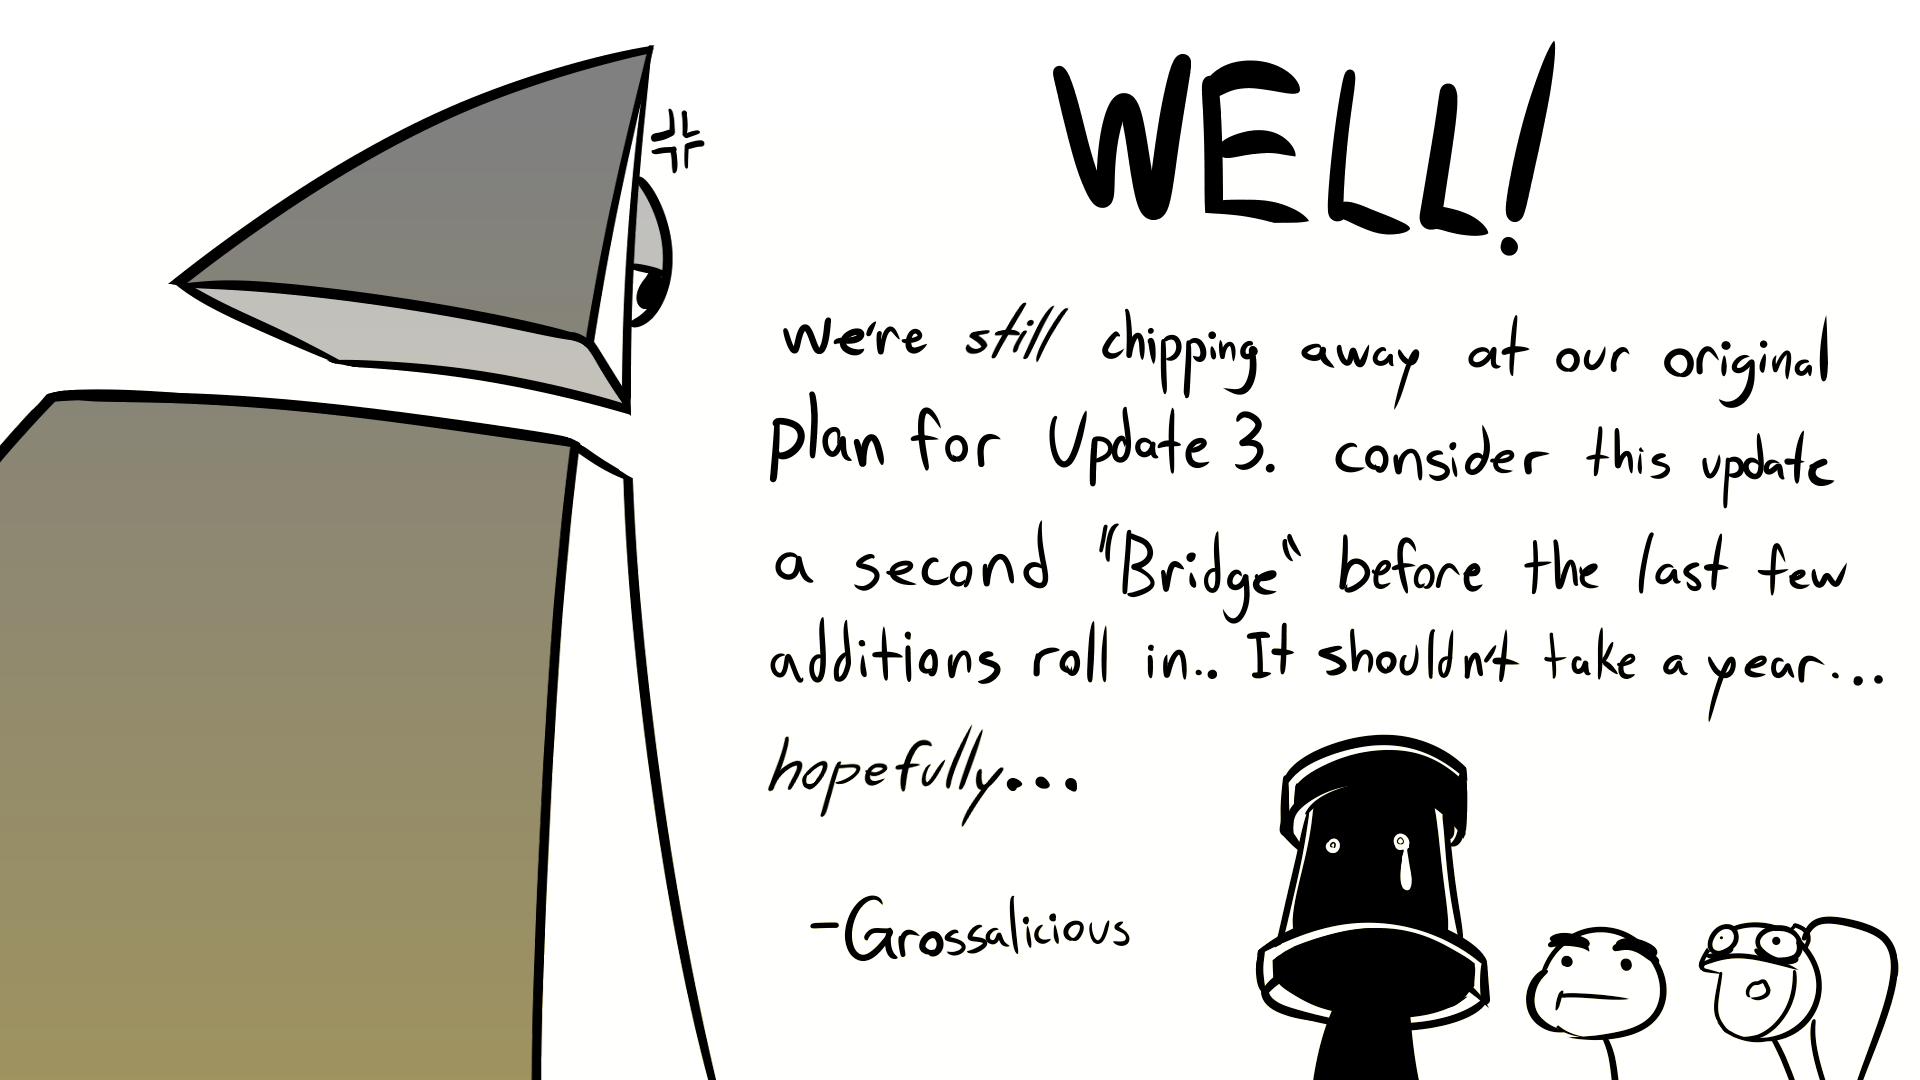 WELL!
we're still chipping away at our original
plan for Update 3. consider this update
a second "Bridge" before the last few
additions roll in.. It shouldn't take a year...
hopefully...
-Grossalicious